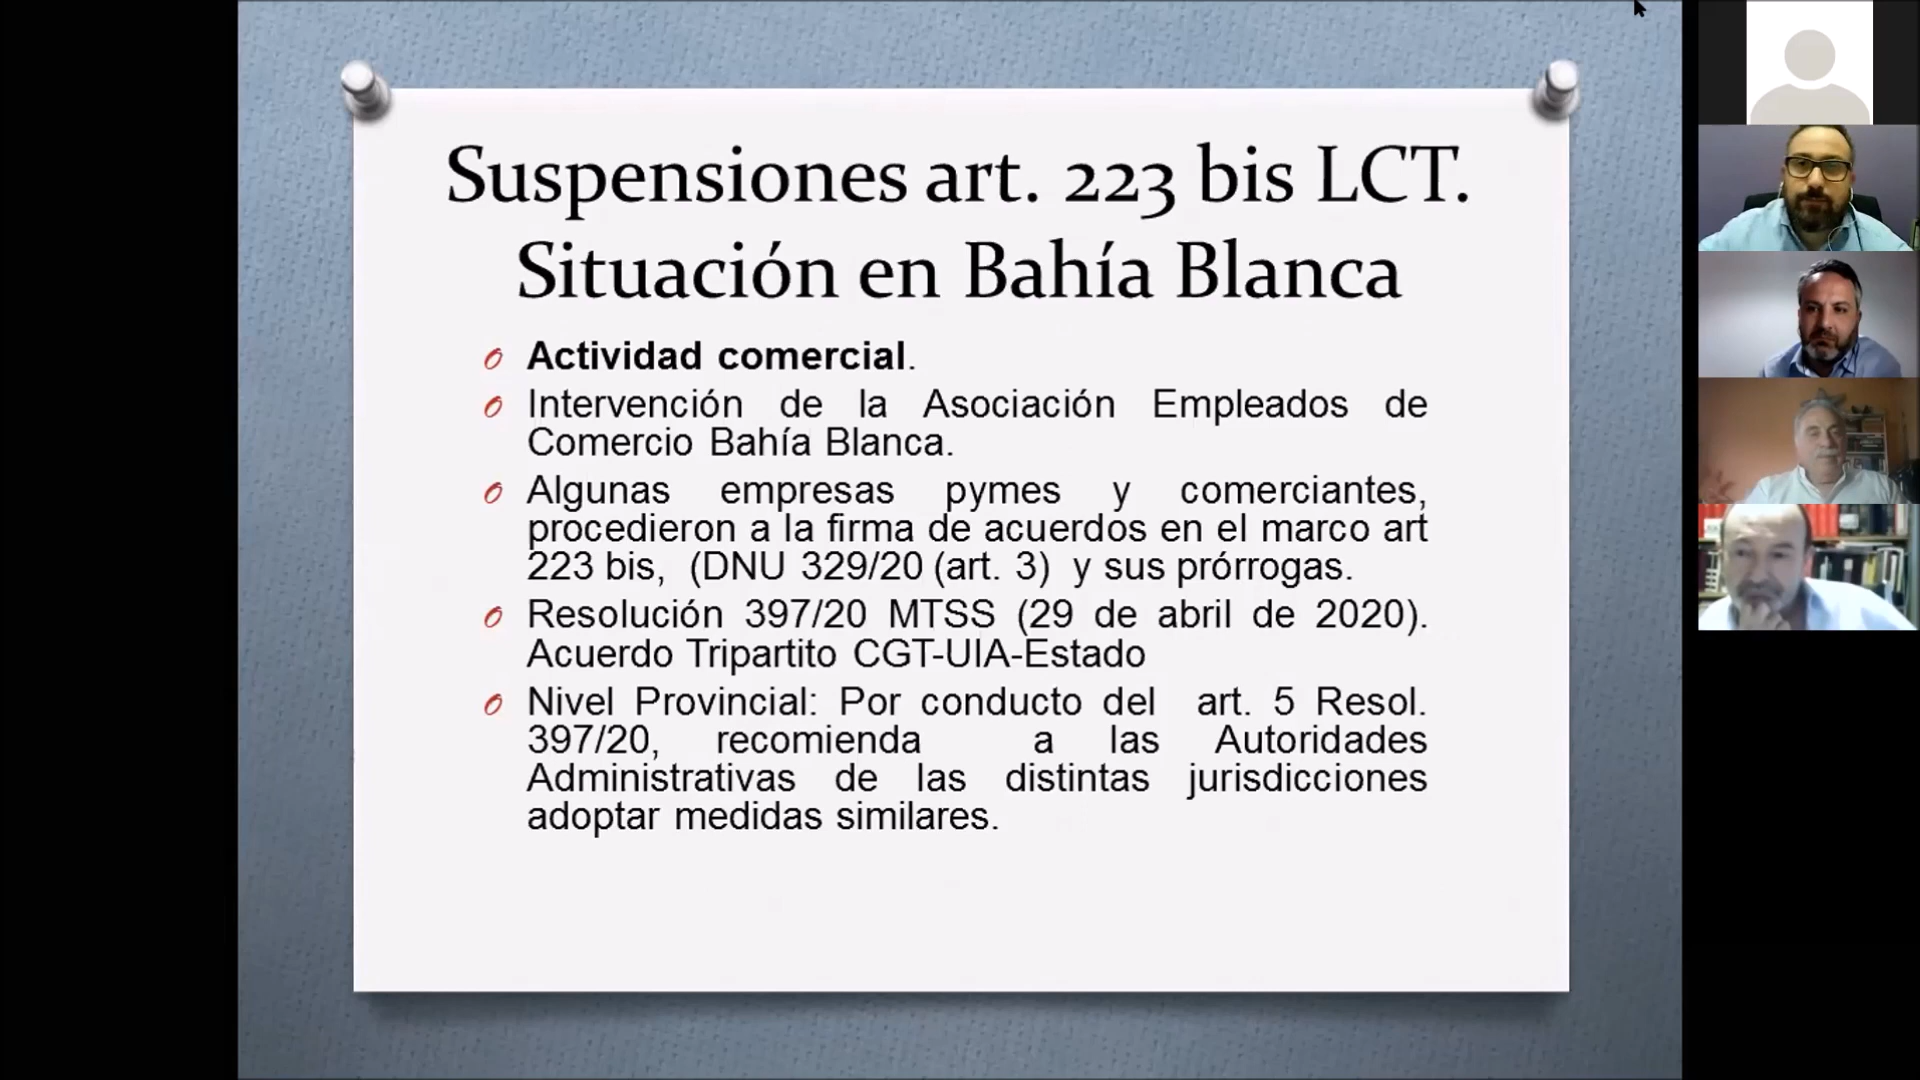 Suspensiones art. 223 bis LCT.
Situación en Bahía Blanca
Actividad comercial.
Intervención de la Asociación Empleados de
Comercio Bahía Blanca.
Algunas empresas pymes y comerciantes,
procedieron a la firma de acuerdos en el marco art
223 bis, (DNU 329/20 (art. 3) y sus prórrogas.
Resolución 397/20 MTSS (29 de abril de 2020).
Acuerdo Tripartito CGT-UIA-Estado
Nivel Provincial: Por conducto del art. 5 Resol.
397/20, recomienda a las Autoridades
Administrativas de las distintas jurisdicciones
adoptar medidas similares.